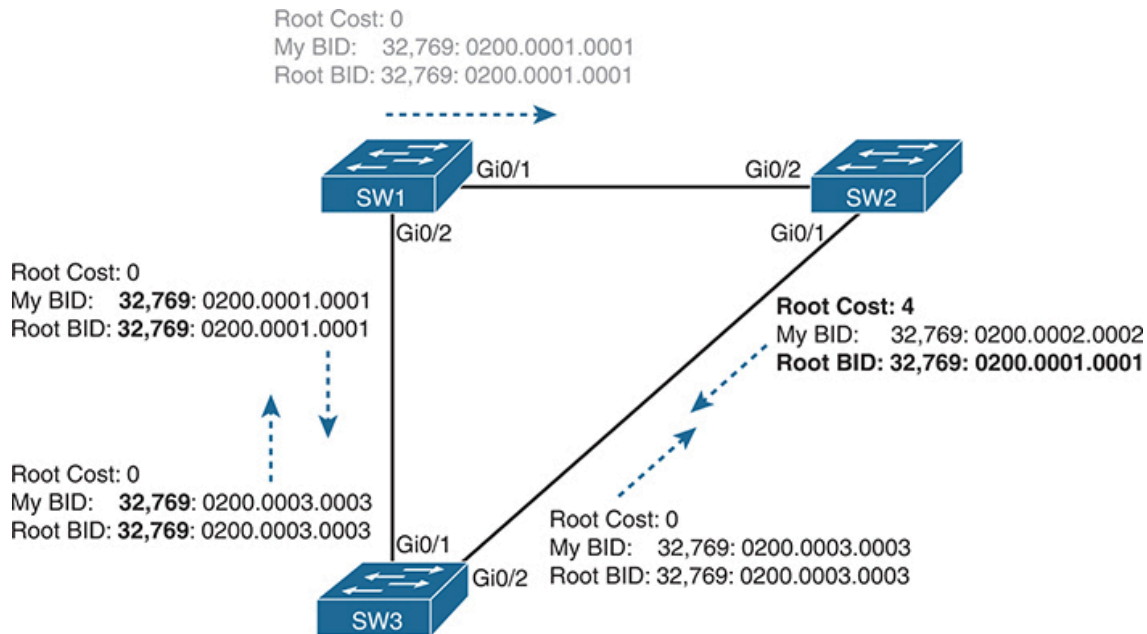 Root Cost: 0
My BID: 32,769: 0200.0001.0001
Root BID: 32,769: 0200.0001.0001
Gi0/1
Gi0/2
SW1
SW2
Gi0/2
Gi0/1
Root Cost: 0
My BID: 32,769: 0200.0001.0001
Root BID: 32,769: 0200.0001.0001
Root Cost: 4
My BID: 32,769: 0200.0002.0002
Root BID: 32,769: 0200.0001.0001
Root Cost: 0
My BID: 32,769: 0200.0003.0003
Root BID: 32,769: 0200.0003.0003
Root Cost: 0
My BID: 32,769: 0200.0003.0003
Root BID: 32,769: 0200.0003.0003
Gi0/1
Gi0/2
SW3